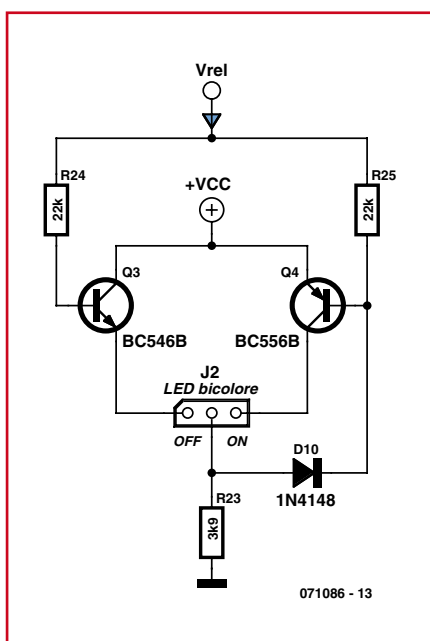 Vrel
R24
22k
R25
22k
+VCC
Q3
Q4
BC546B
BC556B
J2
LED bicolore
OFF
ON
D10
1N4148
R23
3k9
071086 - 13